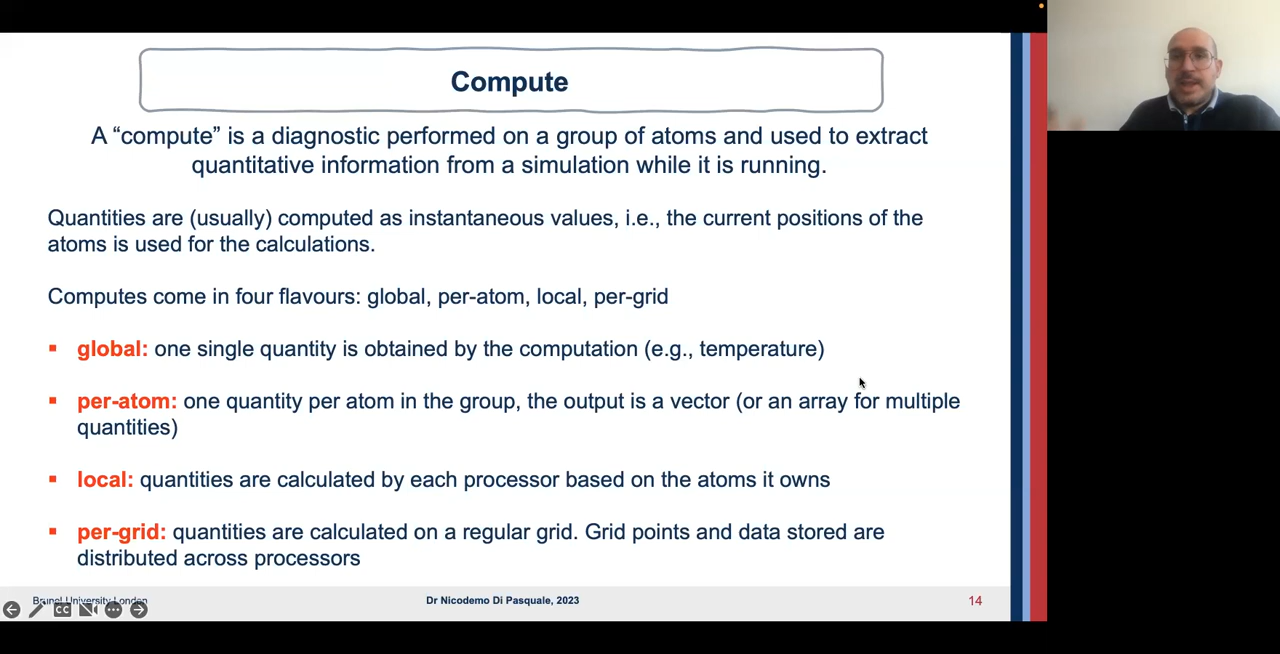 Compute
A “compute” is a diagnostic performed on a group of atoms and used to extract
quantitative information from a simulation while it is running.
Quantities are (usually) computed as instantaneous values, i.e., the current positions of the
atoms is used for the calculations.
Computes come in four flavours: global, per-atom, local, per-grid
▪ global: one single quantity is obtained by the computation (e.g., temperature)
▪ per-atom: one quantity per atom in the group, the output is a vector (or an array for multiple
quantities)
▪ local: quantities are calculated by each processor based on the atoms it owns
▪ per-grid: quantities are calculated on a regular grid. Grid points and data stored are
distributed across processors
Brunel University London
Dr Nicodemo Di Pasquale, 2023
14
CC